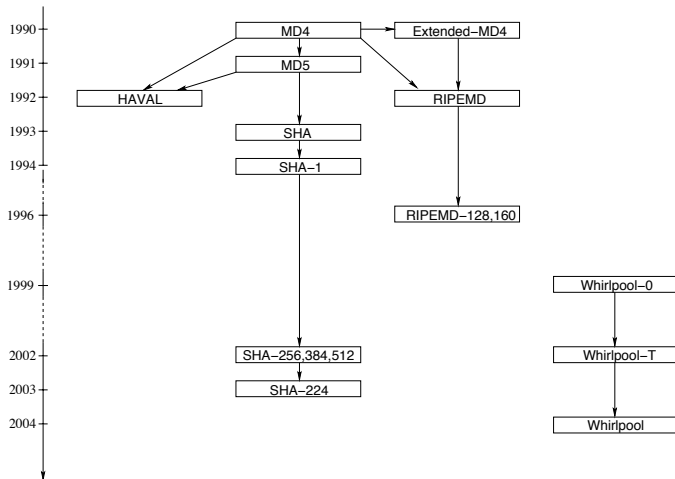 1990
MD4
Extended-MD4
1991
MD5
1992
HAVAL
RIPEMD
1993
SHA
1994
SHA-1
1996
RIPEMD-128,160
1999
Whirlpool-0
2002
SHA-256,384,512
Whirlpool-T
2003
SHA-224
2004
Whirlpool